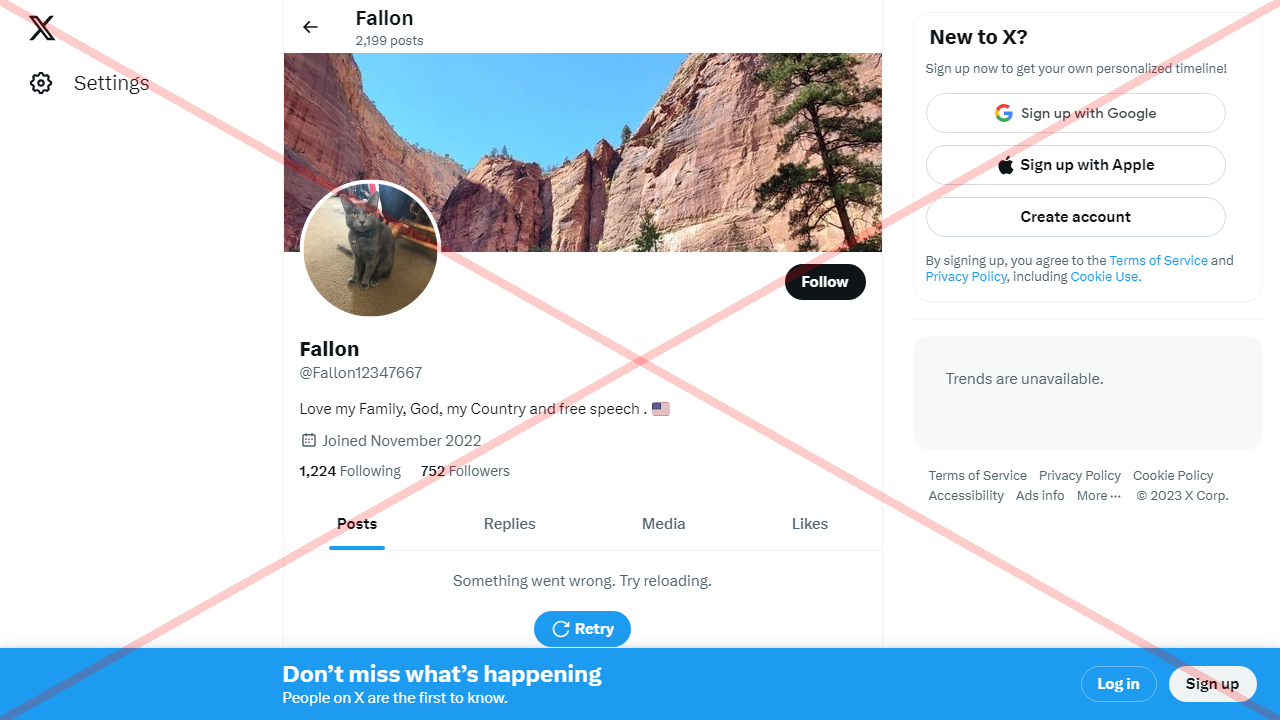 Settings
Fallon
2,199 posts
Follow
Fallon
@Fallon12347667
Love my Family, God, my Country and free speech . 🇺🇸
Joined November 2022
1,224 Following 752 Followers
Posts Replies Media Likes
Something went wrong. Try reloading.
Retry
New to X?
Sign up now to get your own personalized timeline!
Sign up with Google
Sign up with Apple
Create account
By signing up, you agree to the Terms of Service and
Privacy Policy, including Cookie Use.
Trends are unavailable.
Terms of Service Privacy Policy Cookie Policy
Accessibility Ads info More ··· © 2023 X Corp.
Don’t miss what’s happening
People on X are the first to know.
Log in Sign up